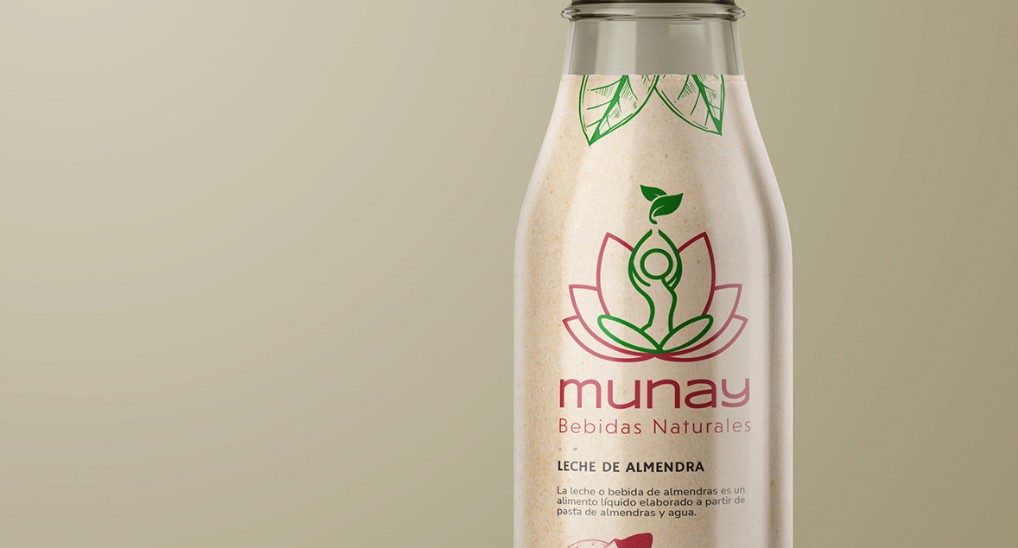 munay
Bebidas Naturales
LECHE DE ALMENDRA
La leche o bebida de almendras es un
alimento líquido elaborado a partir de
pasta de almendras y agua.